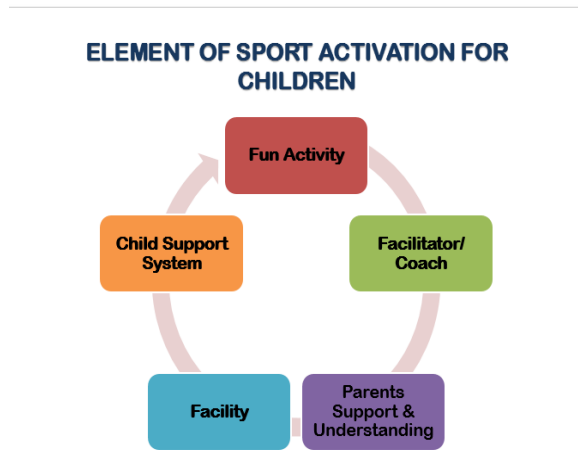 ELEMENT OF SPORT ACTIVATION FOR
CHILDREN
Fun Activity
Facilitator/
Coach
Parents
Support &
Understanding
Facility
Child Support
System